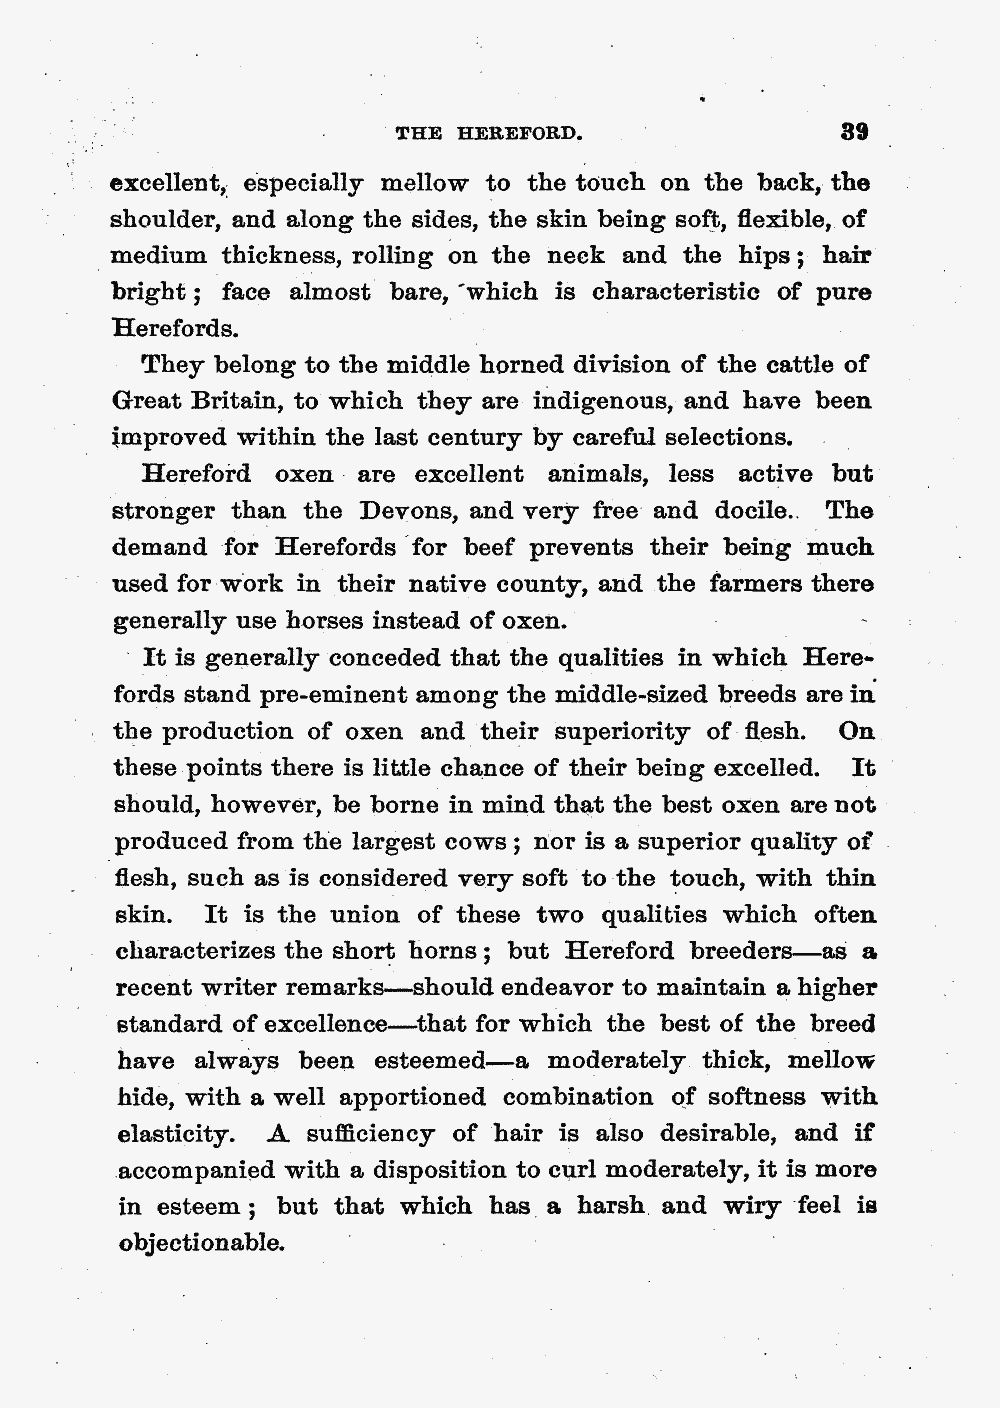 THE HEREFORD. 39
excellent, especially mellow to the touch on the back, the
shoulder, and along the sides, the skin being soft, flexible, of
medium thickness, rolling on the neck and the hips; hair
bright; face almost bare, which is characteristic of pure
Herefords.
They belong to the middle horned division of the cattle of
Great Britain, to which they are indigenous, and have been
improved within the last century by careful selections.
Hereford oxen are excellent animals, less active but
stronger than the Devons, and very free and docile. The
demand for Herefords for beef prevents their being much
used for work in their native county, and the farmers there
generally use horses instead of oxen.
It is generally conceded that the qualities in which Here-
fords stand pre-eminent among the middle-sized breeds are in
the production of oxen and their superiority of flesh. On
these points there is little chance of their being excelled. It
should, however, be borne in mind that the best oxen are not
produced from the largest cows; nor is a superior quality of
flesh, such as is considered very soft to the touch, with thin
skin. It is the union of these two qualities which often
characterizes the short horns; but Hereford breeders—as a
recent writer remarks—should endeavor to maintain a higher
standard of excellence—that for which the best of the breed
have always been esteemed—a moderately thick, mellow
hide, with a well apportioned combination of softness with
elasticity. A sufficiency of hair is also desirable, and if
accompanied with a disposition to curl moderately, it is more
in esteem; but that which has a harsh and wiry feel is
objectionable.